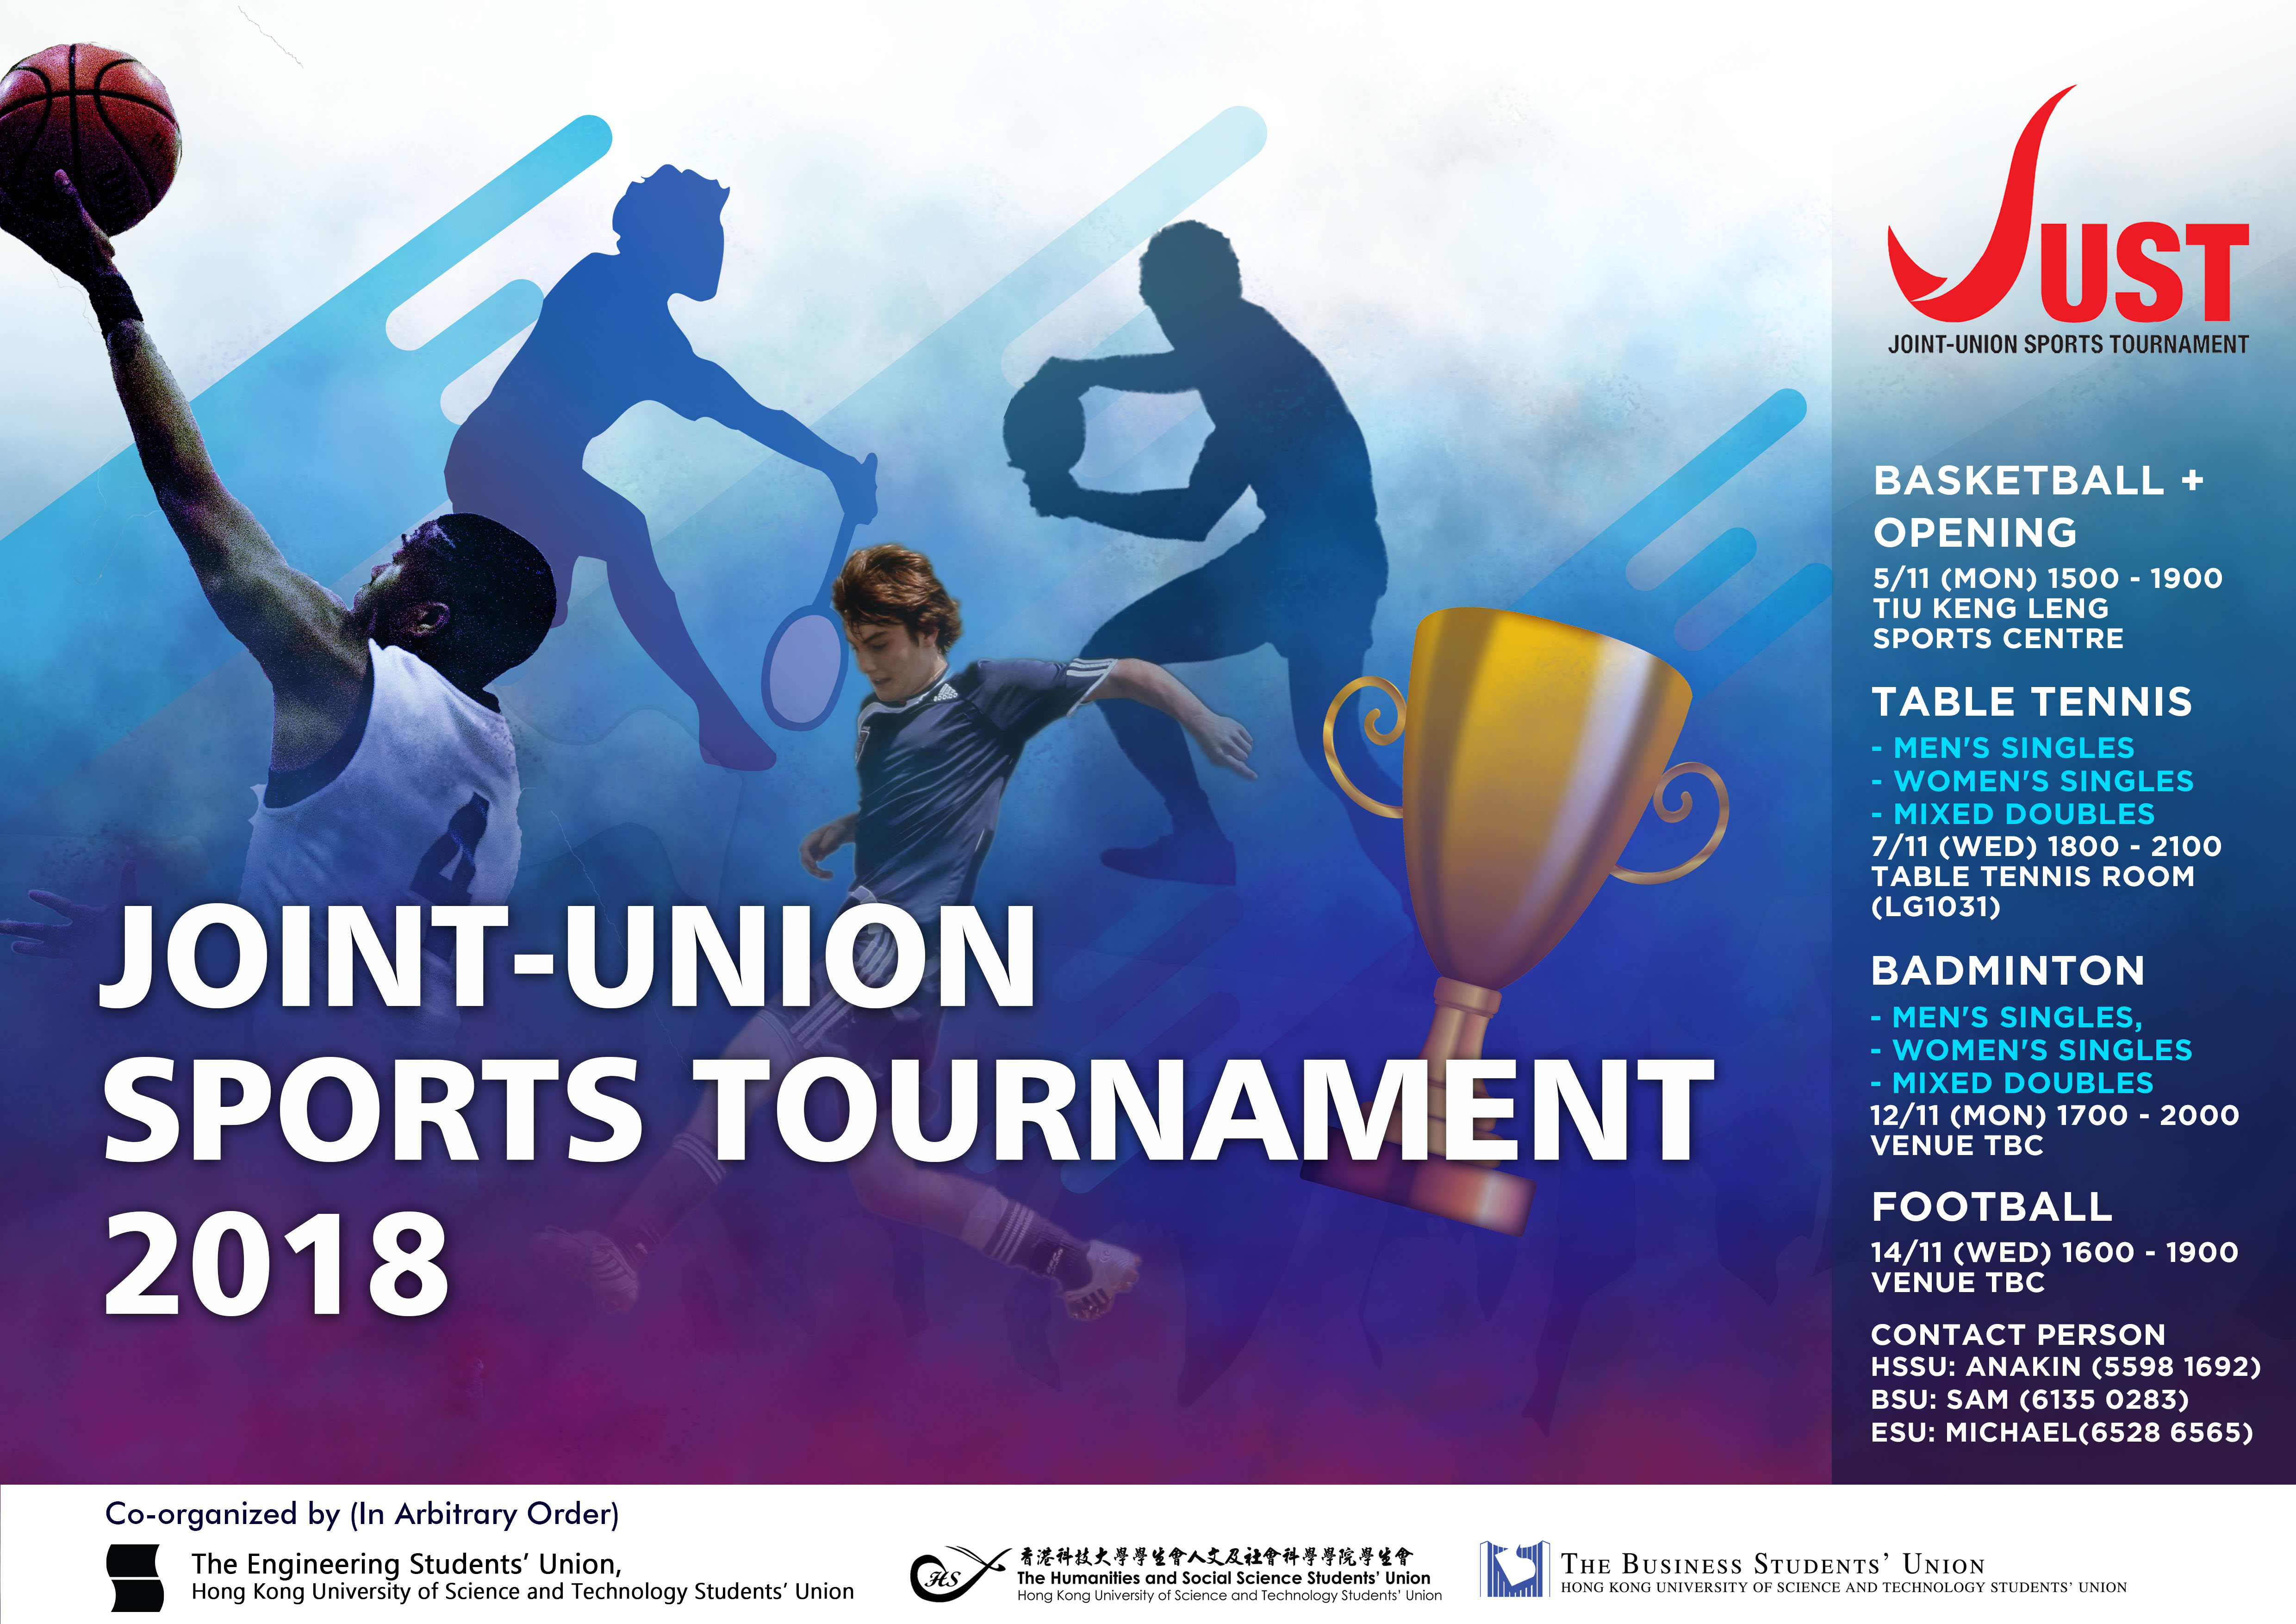 JUST
JOINT-UNION SPORTS TOURNAMENT
BASKETBALL +
OPENING
5/11 (MON) 1500 - 1900
TIU KENG LENG
SPORTS CENTRE
TABLE TENNIS
- MEN'S SINGLES
- WOMEN'S SINGLES
- MIXED DOUBLES
7/11 (WED) 1800 - 2100
TABLE TENNIS ROOM
(LG1031)
BADMINTON
- MEN'S SINGLES,
- WOMEN'S SINGLES
- MIXED DOUBLES
12/11 (MON) 1700 - 2000
VENUE TBC
FOOTBALL
14/11 (WED) 1600 - 1900
VENUE TBC
CONTACT PERSON
HSSU: ANAKIN (5598 1692)
BSU: SAM (6135 0283)
ESU: MICHAEL(6528 6565)
JOINT-UNION
SPORTS TOURNAMENT
2018
Co-organized by (In Arbitrary Order)
The Engineering Students' Union,
Hong Kong University of Science and Technology Students' Union
HS
香港科技大學學生會人文及社會科學學院學生會
The Humanities and Social Science Students' Union
Hong Kong University of Science and Technology Students' Union
THE BUSINESS STUDENTS' UNION
HONG KONG UNIVERSITY OF SCIENCE AND TECHNOLOGY STUDENTS' UNION